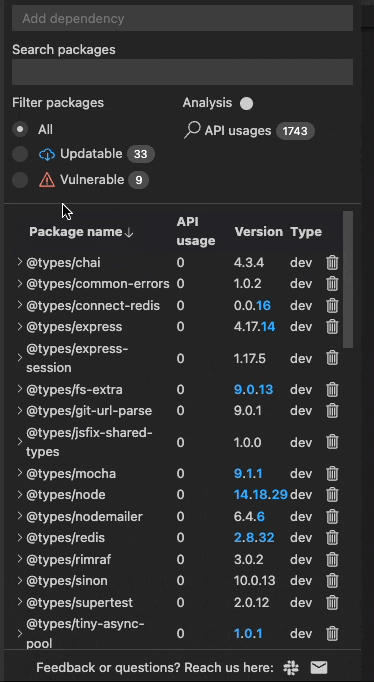 Add dependency
Search packages
Filter packages
Analysis
All
API usages 1743
Updatable 33
Vulnerable 9
Package name↓ API usage Version Type
@types/chai 0 4.3.4 dev
@types/common-errors 0 1.0.2 dev
@types/connect-redis 0 0.0.16 dev
@types/express 0 4.17.14 dev
@types/express-session 0 1.17.5 dev
@types/fs-extra 0 9.0.13 dev
@types/git-url-parse 0 9.0.1 dev
@types/jsfix-shared-types 0 1.0.0 dev
@types/mocha 0 9.1.1 dev
@types/node 0 14.18.29 dev
@types/nodemailer 0 6.4.6 dev
@types/redis 0 2.8.32 dev
@types/rimraf 0 3.0.2 dev
@types/sinon 0 10.0.13 dev
@types/supertest 0 2.0.12 dev
@types/tiny-async-pool 0 1.0.1 dev
Feedback or questions? Reach us here: